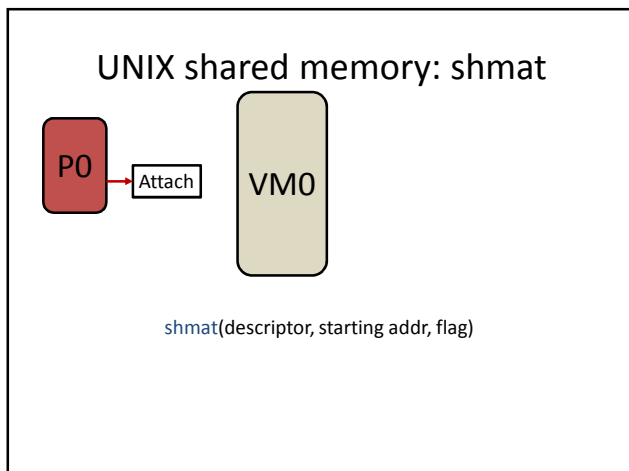 UNIX shared memory: shmat
P0
Attach
VM0
shmat(descriptor, starting addr, flag)